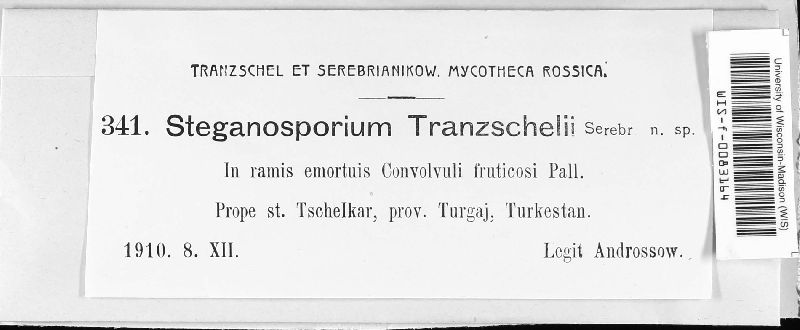 TRANZSCHEL ET SEREBRIANIKOW. MYCOTHECA ROSSICA.
341. Steganosporium Tranzschelii Serebr n. sp.
In ramis emortuis Convolvuli fruticosi Pall.
Prope st. Tschelkar, prov. Turgaj, Turkestan.
1910. 8. XII. Legit Androssow.
University of Wisconsin-Madison (WIS)
WIS-f-0083164